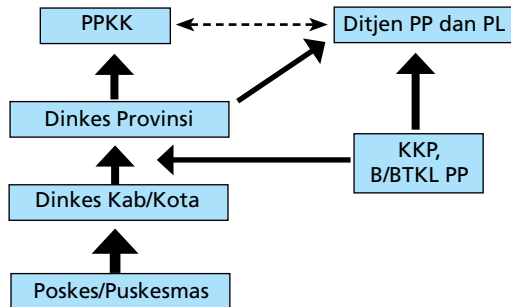 PPKK
Ditjen PP dan PL
Dinkes Provinsi
KKP,
B/BTKL PP
Dinkes Kab/Kota
Poskes/Puskesmas